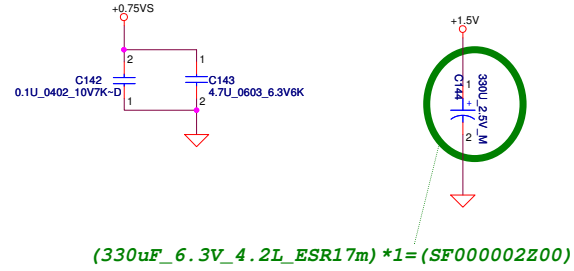 +0.75VS
2
C142
0.1U_0402_10V7K~D
1
1
C143
4.7U_0603_6.3V6K
2
+1.5V
1
+
2
C144
330U_2.5V_M
(330uF_6.3V_4.2L_ESR17m)*1=(SF000002Z00)